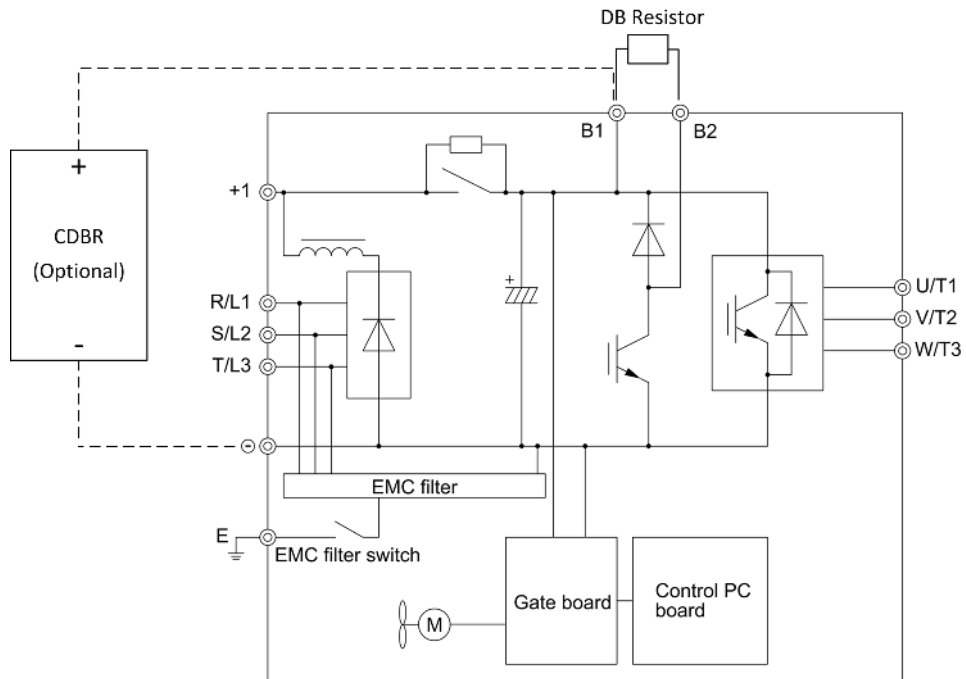 DB Resistor
B1
B2
+
CDBR
(Optional)
-
+1
+
R/L1
S/L2
T/L3
U/T1
V/T2
W/T3
-
EMC filter
E
EMC filter switch
Gate board
Control PC
board
M